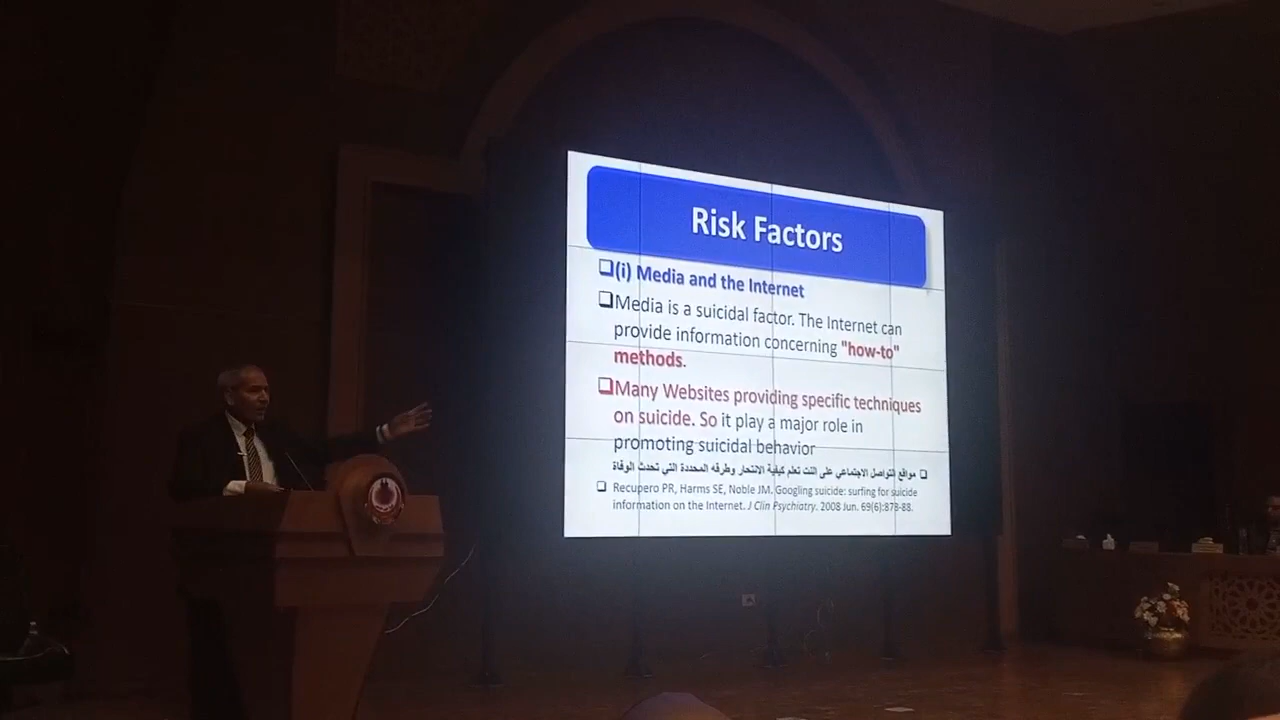 Risk Factors
(i) Media and the Internet
Media is a suicidal factor. The Internet can
provide information concerning "how-to"
methods.
Many Websites providing specific techniques
on suicide. So it play a major role in
promoting suicidal behavior
مواقع التواصل الاجتماعي على النت تعلم كيفية الانتحار وطرقه المحددة التي تحدث الوفاة
Recupero PR, Harms SE, Noble JM. Googling suicide: surfing for suicide
information on the Internet. J Clin Psychiatry. 2008 Jun. 69(6):878-88.